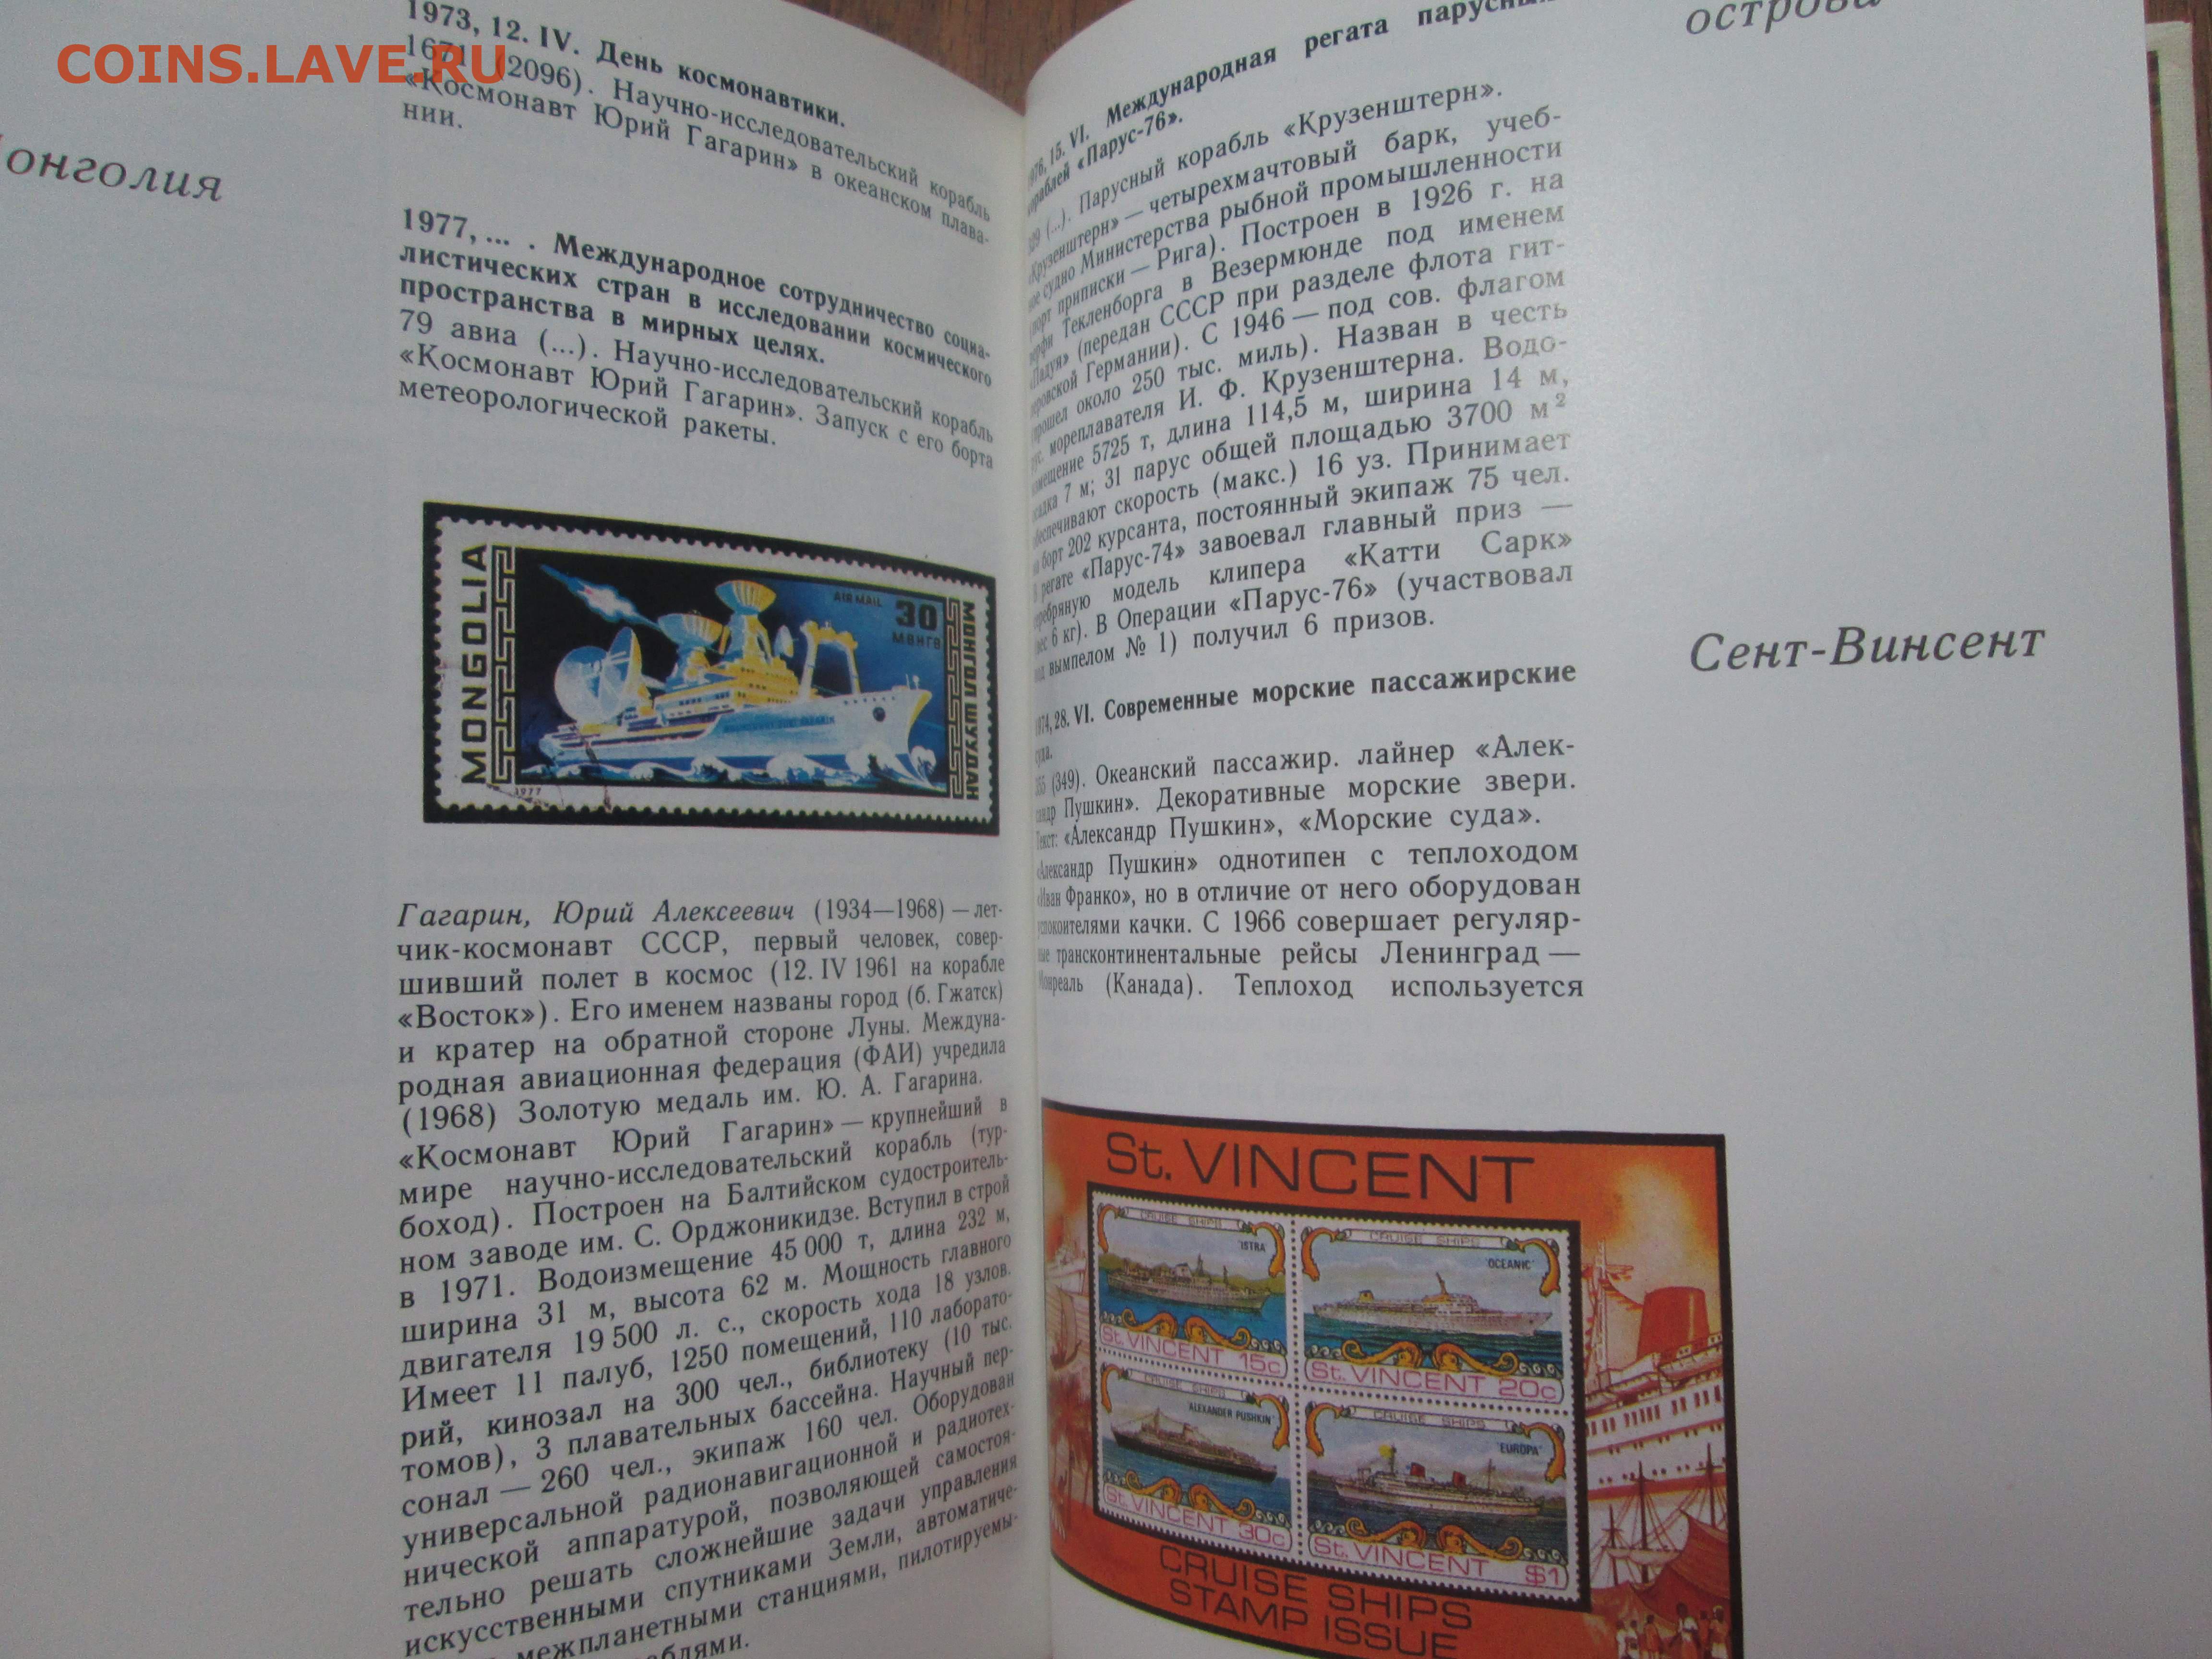 COINS.LAVE.RU
онголия
1973, 12. IV. День космонавтики.
1671 (2096). Научно-исследовательский корабль
«Космонавт Юрий Гагарин» в океанском плава-
нии.
1977, ... . Международное сотрудничество социа-
листических стран в исследовании космического
пространства в мирных целях.
79 авиа (...). Научно-исследовательский корабль
«Космонавт Юрий Гагарин». Запуск с его борта
метеорологической ракеты.
MONGOLIA
AIR MAIL
30
МӨНГӨ
МОНГОЛ ШУУДАН
1977
Гагарин, Юрий Алексеевич (1934—1968) — лет-
чик-космонавт СССР, первый человек, совер-
шивший полет в космос (12. IV 1961 на корабле
«Восток»). Его именем названы город (б. Гжатск)
и кратер на обратной стороне Луны. Междуна-
родная авиационная федерация (ФАИ) учредила
(1968) Золотую медаль им. Ю. А. Гагарина.
«Космонавт Юрий Гагарин» — крупнейший в
мире научно-исследовательский корабль (тур-
боход). Построен на Балтийском судостроитель-
ном заводе им. С. Орджоникидзе. Вступил в строй
в 1971. Водоизмещение 45 000 т, длина 232 м,
ширина 31 м, высота 62 м. Мощность главного
двигателя 19 500 л. с., скорость хода 18 узлов.
Имеет 11 палуб, 1250 помещений, 110 лаборато-
рий, кинозал на 300 чел., библиотеку (10 тыс.
томов), 3 плавательных бассейна. Научный пер-
сонал — 260 чел., экипаж 160 чел. Оборудован
универсальной радионавигационной и радиотех-
нической аппаратурой, позволяющей самостоя-
тельно решать сложнейшие задачи управления
искусственными спутниками Земли, автоматиче-
межпланетными станциями, пилотируемы-
блями.
острова
1976, 15. VI. Международная регата парусных
кораблей «Парус-76».
(...). Парусный корабль «Крузенштерн».
«Крузенштерн» — четырехмачтовый барк, учеб-
ное судно Министерства рыбной промышленности
(порт приписки — Рига). Построен в 1926 г. на
верфи Текленборга в Везермюнде под именем
«Падуя» (передан СССР при разделе флота гит-
леровской Германии). С 1946 — под сов. флагом
прошел около 250 тыс. миль). Назван в честь
рус. мореплавателя И. Ф. Крузенштерна. Водо-
измещение 5725 т, длина 114,5 м, ширина 14 м,
осадка 7 м; 31 парус общей площадью 3700 м²
обеспечивают скорость (макс.) 16 уз. Принимает
на борт 202 курсанта, постоянный экипаж 75 чел.
В регате «Парус-74» завоевал главный приз —
серебряную модель клипера «Катти Сарк»
(вес 6 кг). В Операции «Парус-76» (участвовал
под вымпелом № 1) получил 6 призов.
Сент-Винсент
1974, 28. VI. Современные морские пассажирские
суда.
355 (349). Океанский пассажир. лайнер «Алек-
сандр Пушкин». Декоративные морские звери.
Текст: «Александр Пушкин», «Морские суда».
«Александр Пушкин» однотипен с теплоходом
«Иван Франко», но в отличие от него оборудован
успокоителями качки. С 1966 совершает регуляр-
ные трансконтинентальные рейсы Ленинград —
Монреаль (Канада). Теплоход используется
St. VINCENT
CRUISE SHIPS
'ISTRA'
St. VINCENT 15c
CRUISE SHIPS
'OCEANIC'
St. VINCENT 20c
CRUISE SHIPS
'ALEXANDER PUSHKIN'
St. VINCENT 30c
CRUISE SHIPS
'EUROPA'
St. VINCENT $1
CRUISE SHIPS
STAMP ISSUE